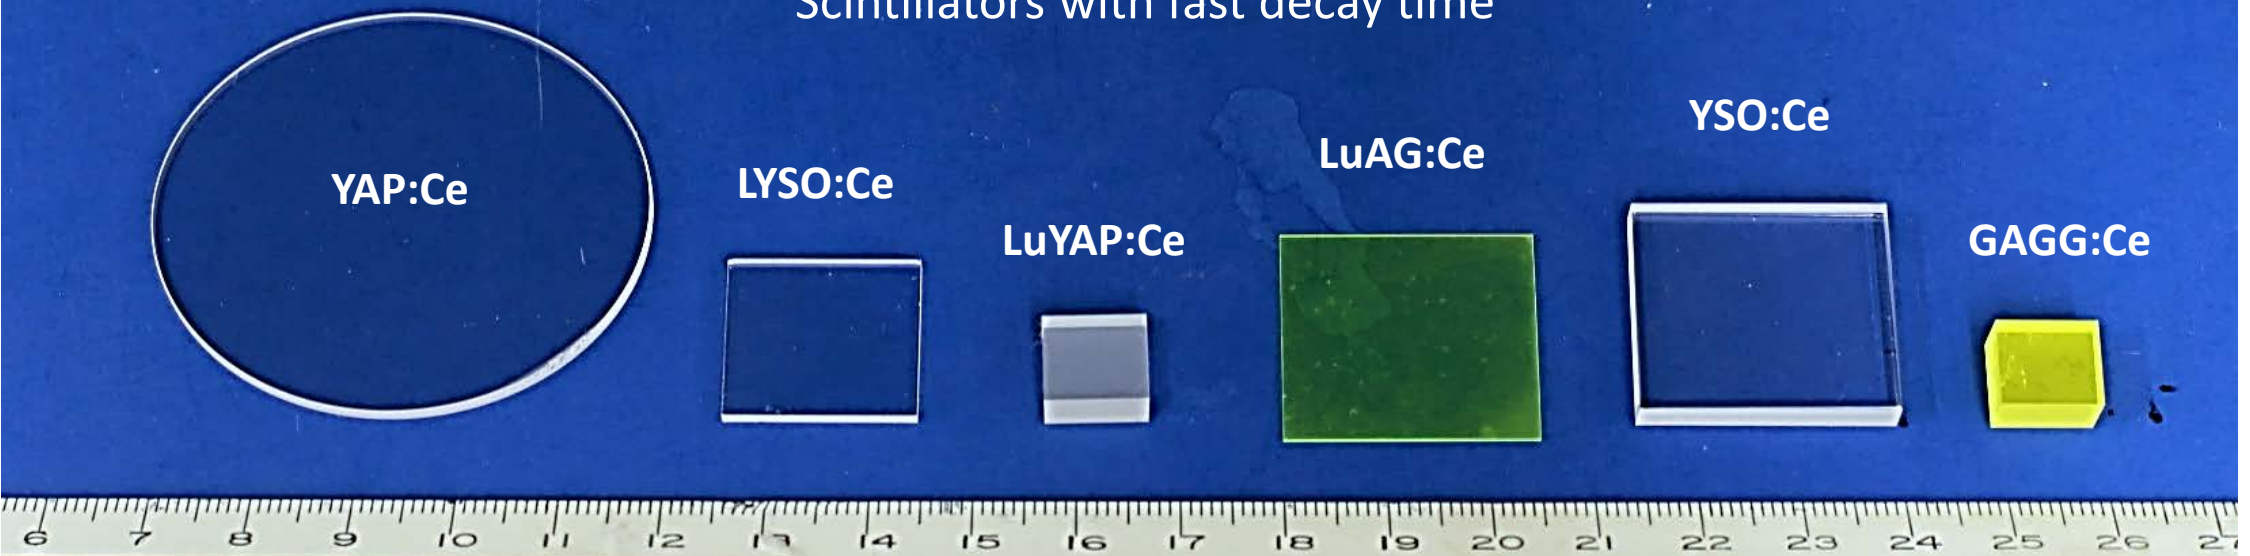 Scintillators with fast decay time
YAP:Ce
LYSO:Ce
LuYAP:Ce
LuAG:Ce
YSO:Ce
GAGG:Ce
6 7 8 9 10 11 12 13 14 15 16 17 18 19 20 21 22 23 24 25 26 27